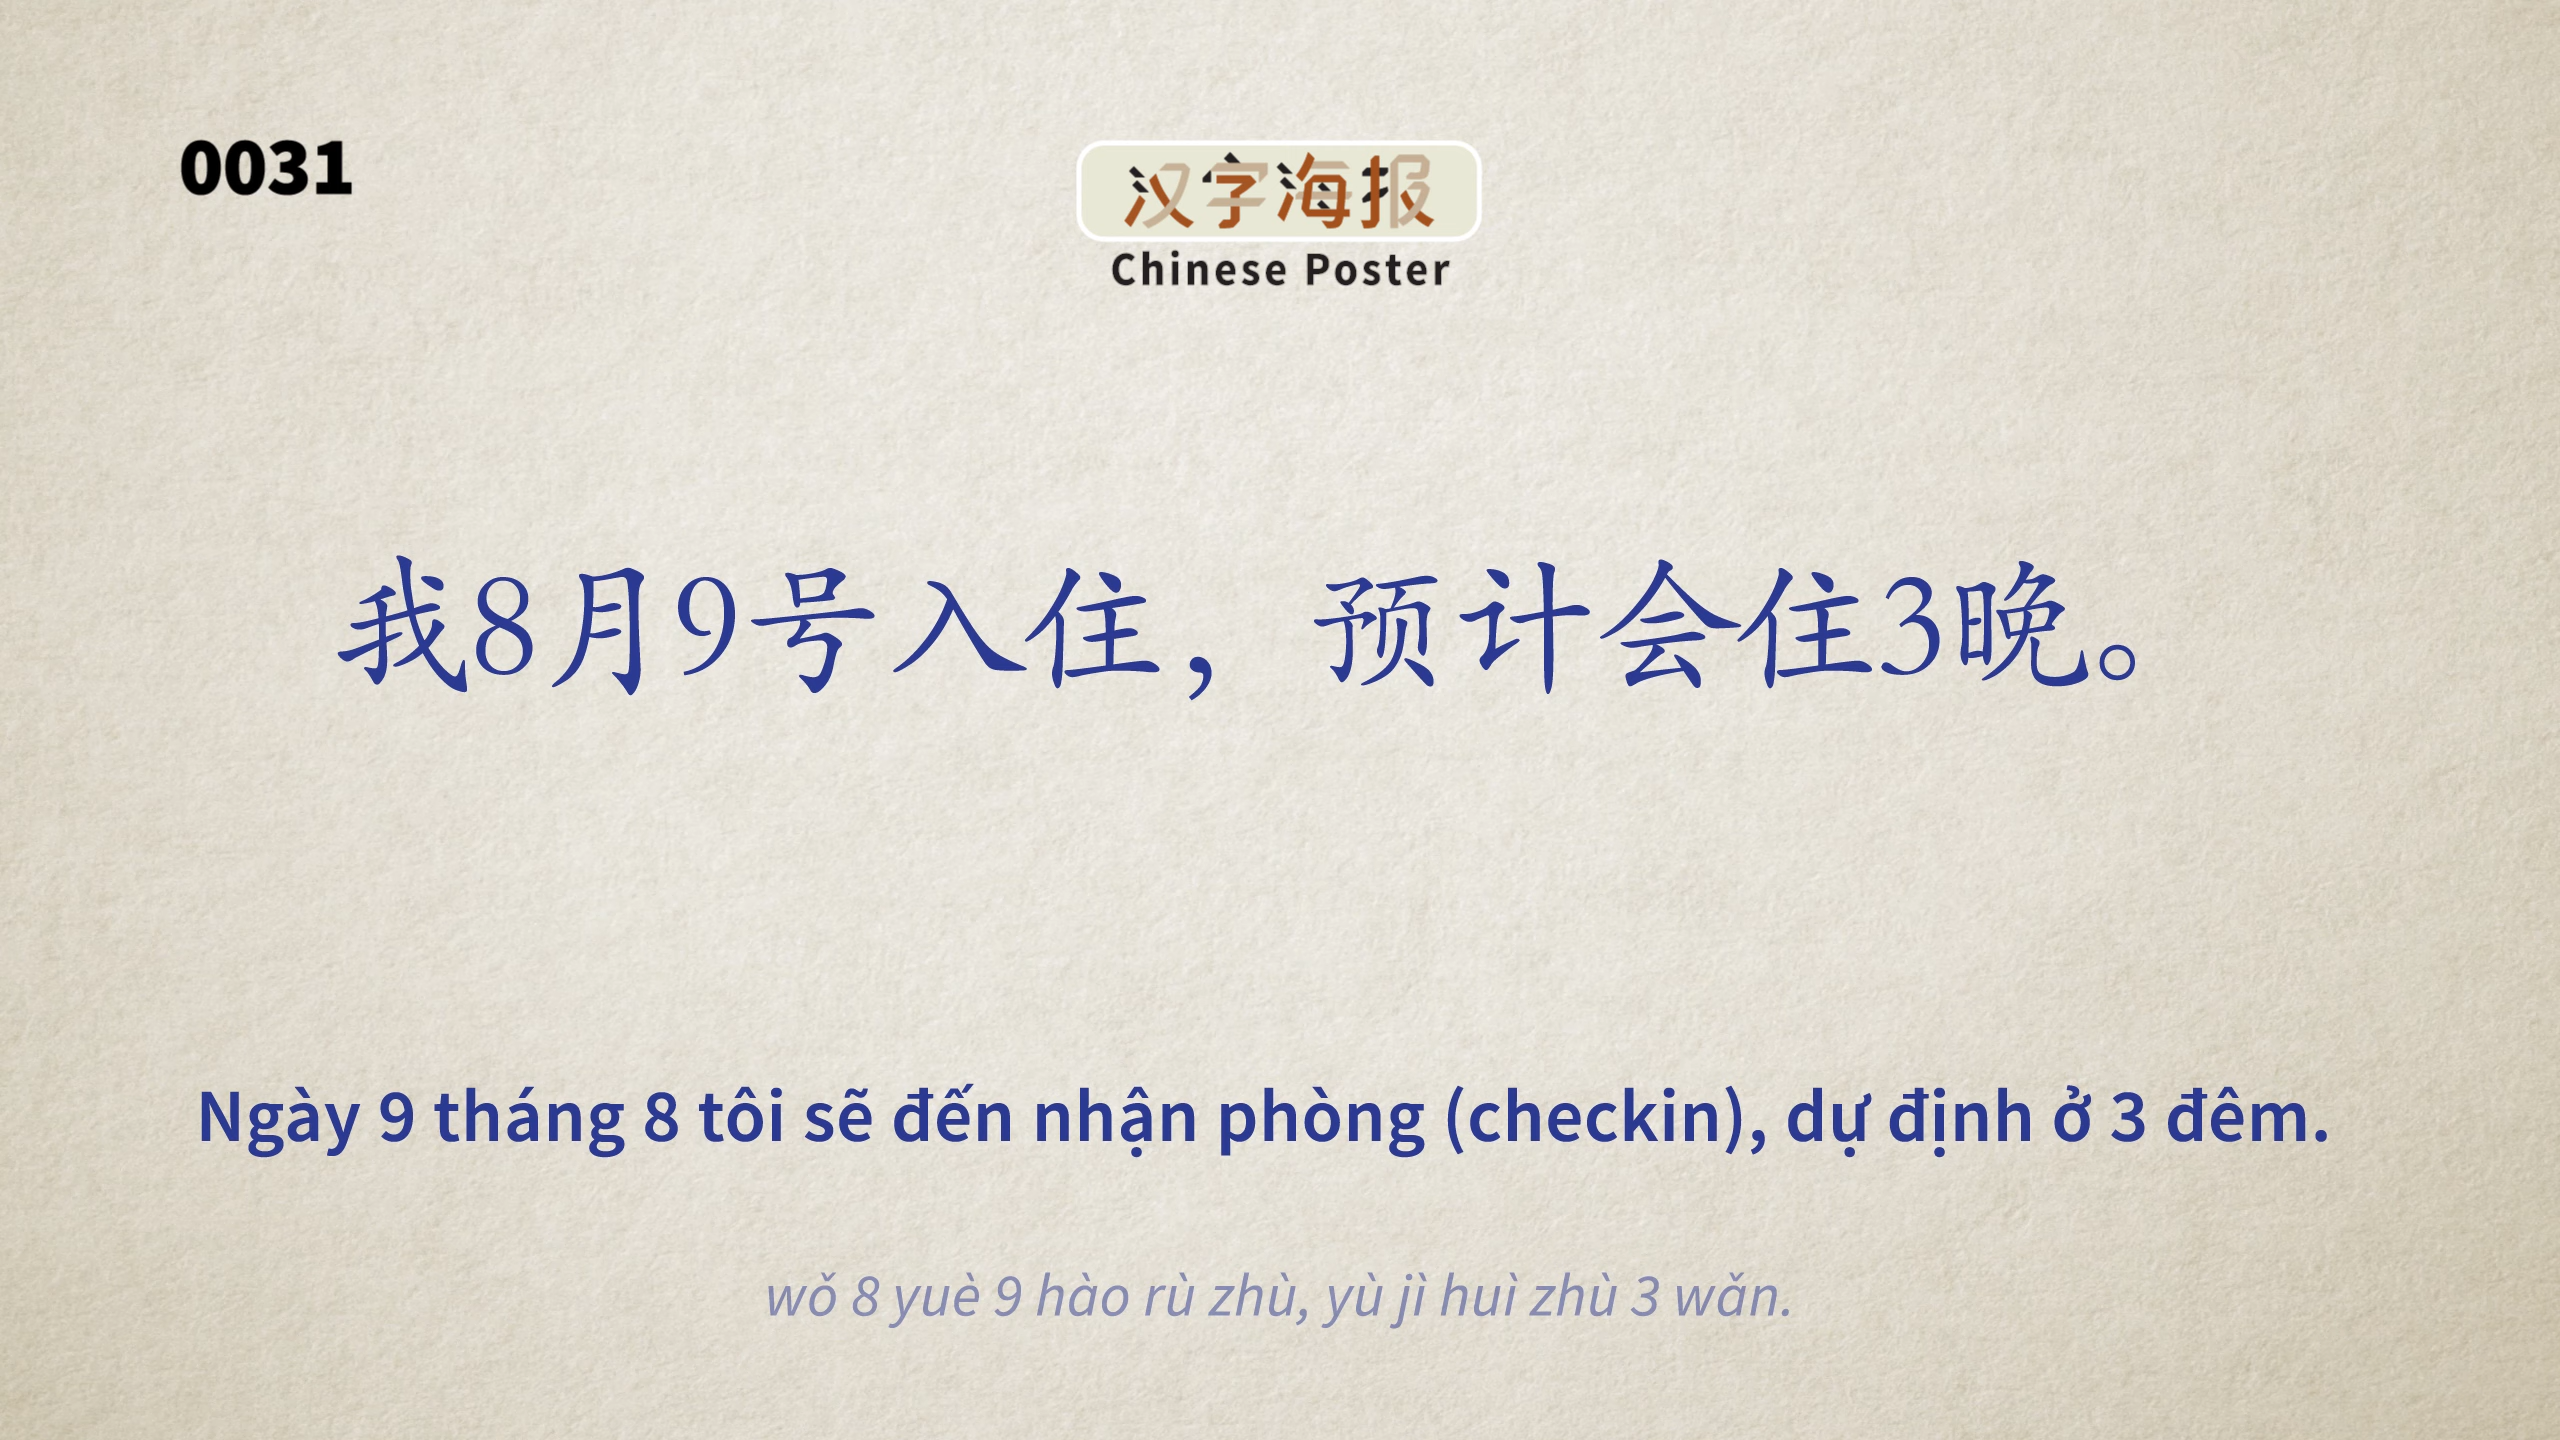 0031
汉字海报
Chinese Poster
我8月9号入住，预计会住3晚。
Ngày 9 tháng 8 tôi sẽ đến nhận phòng (checkin), dự định ở 3 đêm.
wǒ 8 yuè 9 hào rù zhù, yù jì huì zhù 3 wǎn.